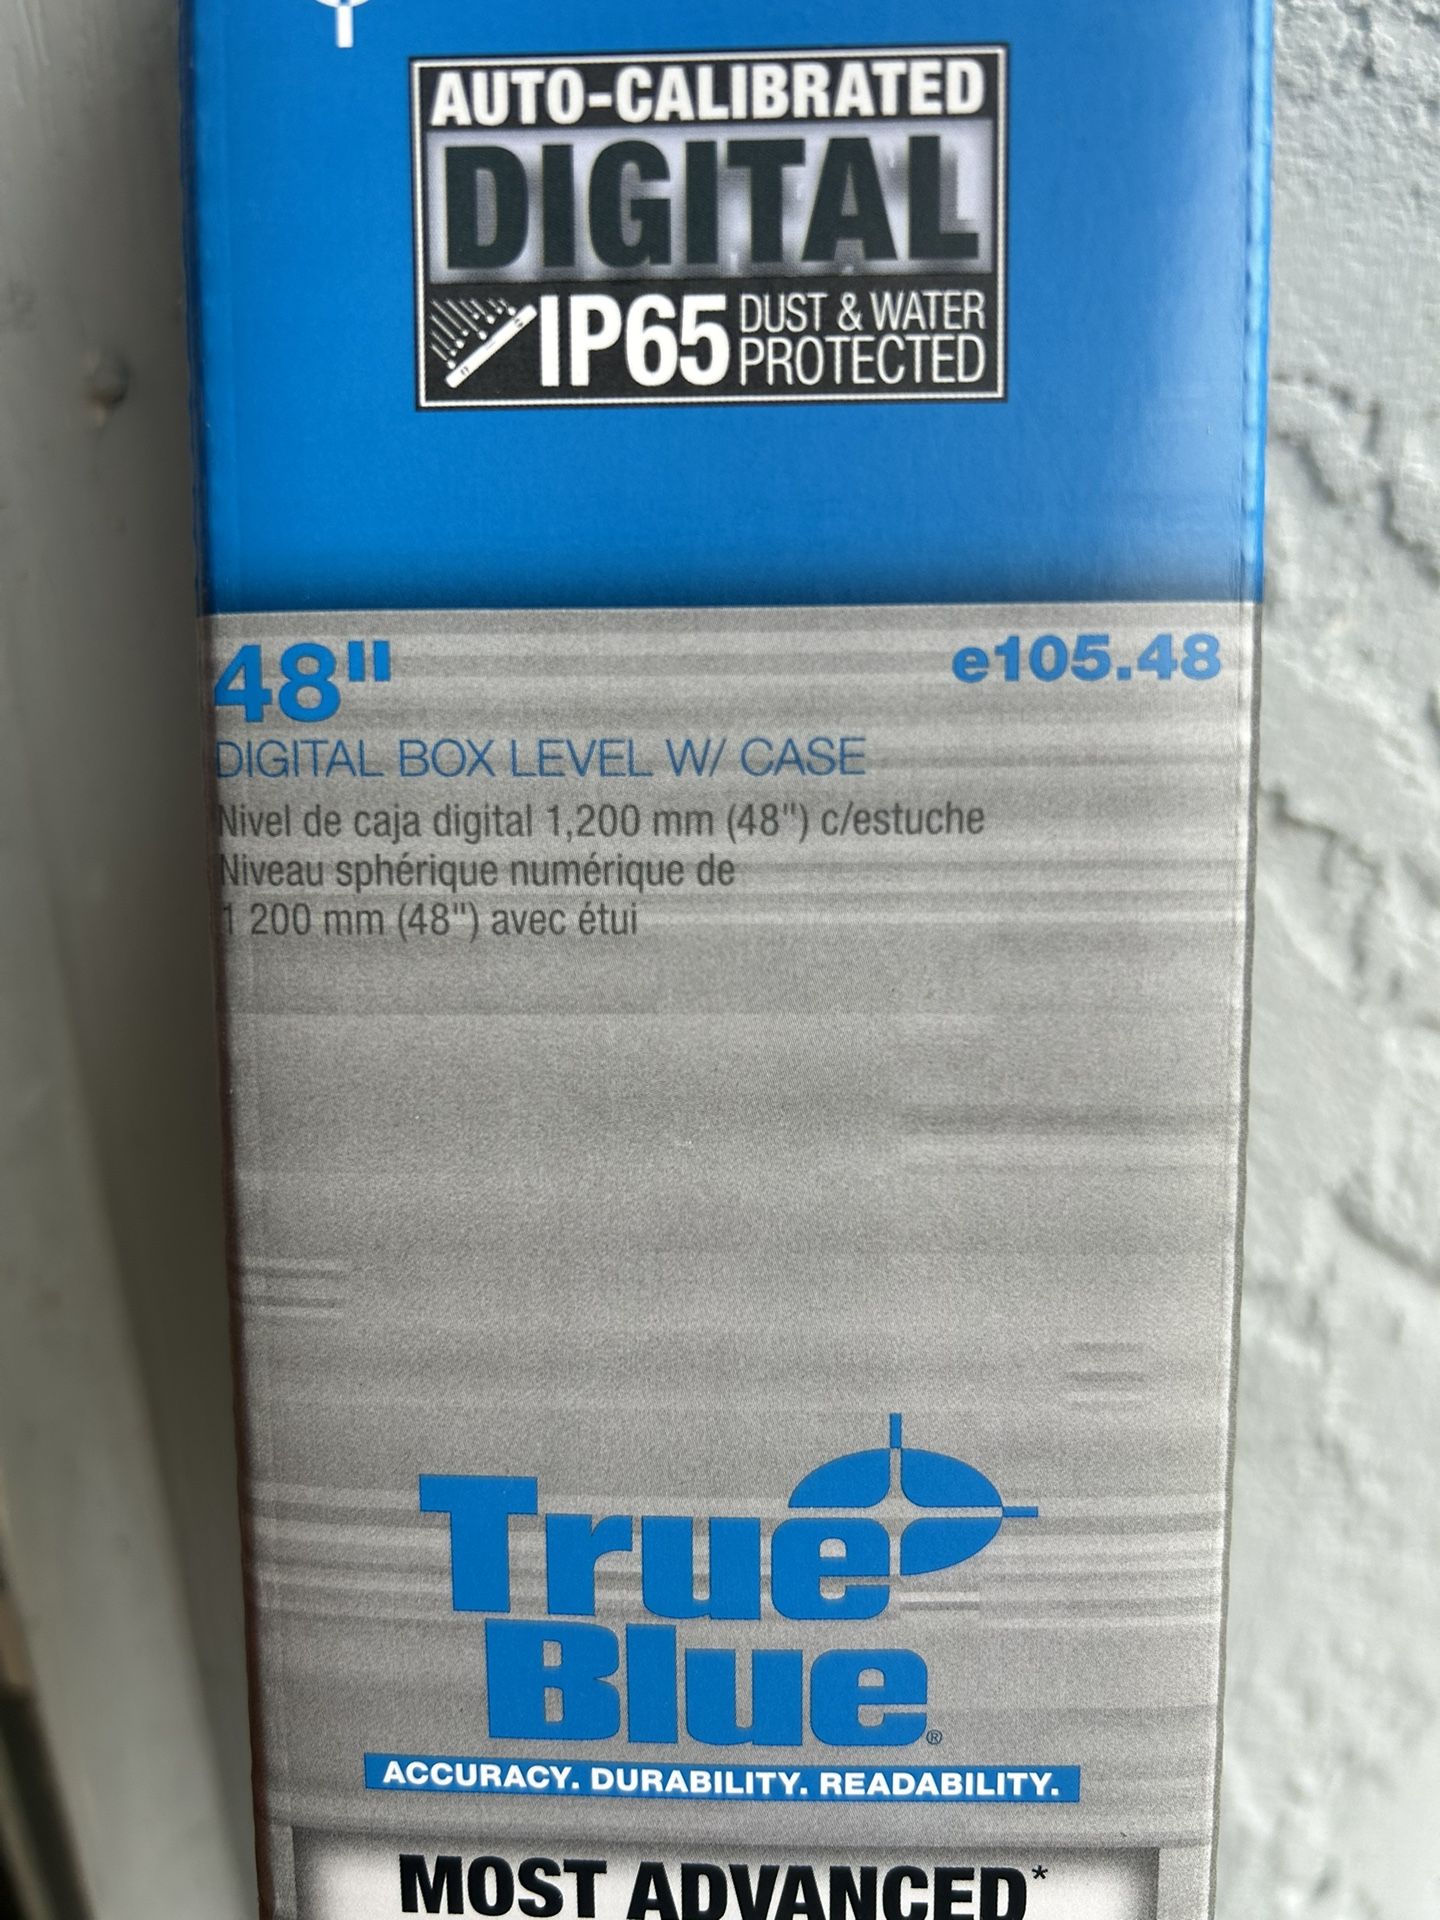 AUTO-CALIBRATED
DIGITAL
IP65 DUST & WATER
PROTECTED
48"
e105.48
DIGITAL BOX LEVEL W/ CASE
Nivel de caja digital 1,200 mm (48") c/estuche
Niveau sphérique numérique de
1 200 mm (48") avec étui
True
Blue®
ACCURACY. DURABILITY. READABILITY.
MOST ADVANCED*